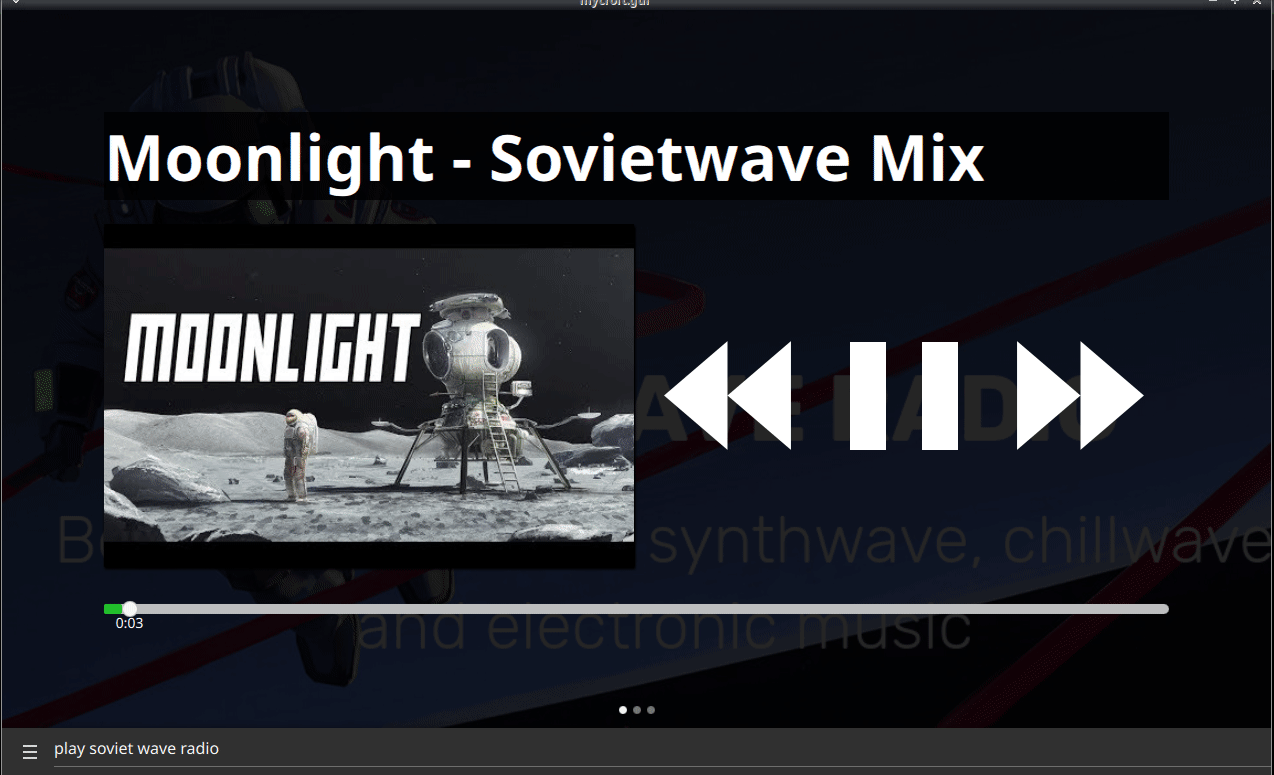 mycroft.gui
Moonlight - Sovietwave Mix
MOONLIGHT
AVE RADIO
synthwave, chillwave
and electronic music
0:03
play soviet wave radio